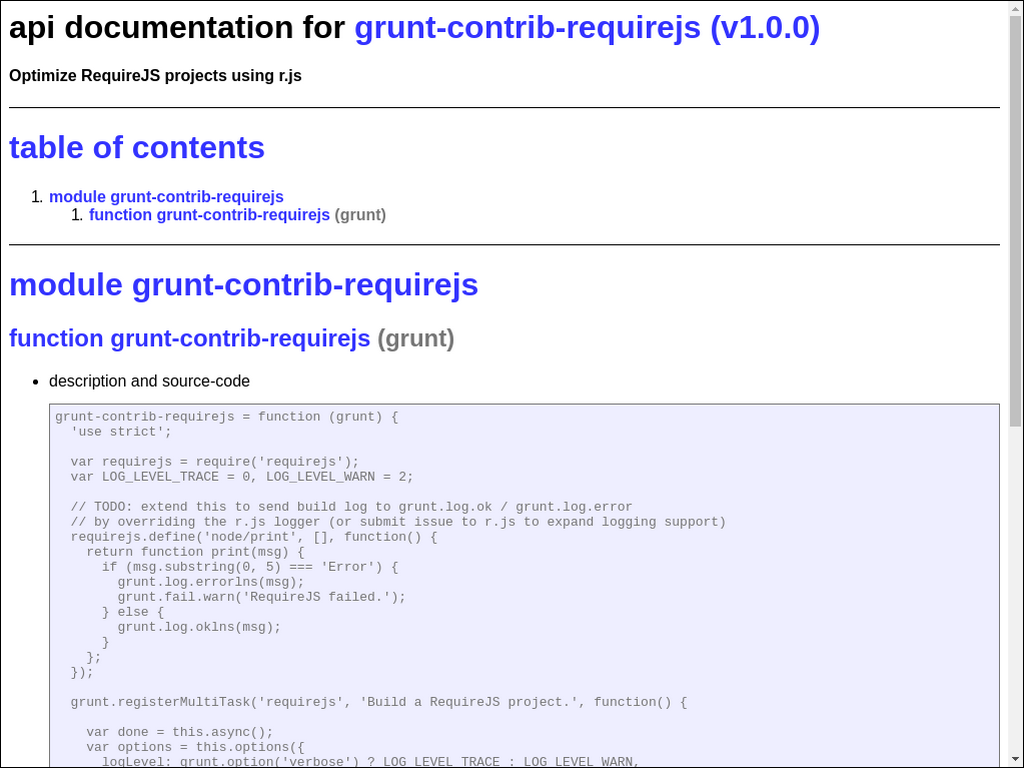 api documentation for grunt-contrib-requirejs (v1.0.0)
Optimize RequireJS projects using r.js
table of contents
1. module grunt-contrib-requirejs
1. function grunt-contrib-requirejs (grunt)
module grunt-contrib-requirejs
function grunt-contrib-requirejs (grunt)
• description and source-code
grunt-contrib-requirejs = function (grunt) {
  'use strict';
  var requirejs = require('requirejs');
  var LOG_LEVEL_TRACE = 0, LOG_LEVEL_WARN = 2;
  // TODO: extend this to send build log to grunt.log.ok / grunt.log.error
  // by overriding the r.js logger (or submit issue to r.js to expand logging support)
  requirejs.define('node/print', [], function() {
    return function print(msg) {
      if (msg.substring(0, 5) === 'Error') {
        grunt.log.errorlns(msg);
        grunt.fail.warn('RequireJS failed.');
      } else {
        grunt.log.oklns(msg);
      }
    };
  });
  grunt.registerMultiTask('requirejs', 'Build a RequireJS project.', function() {
    var done = this.async();
    var options = this.options({
      logLevel: grunt.option('verbose') ? LOG_LEVEL_TRACE : LOG_LEVEL_WARN,